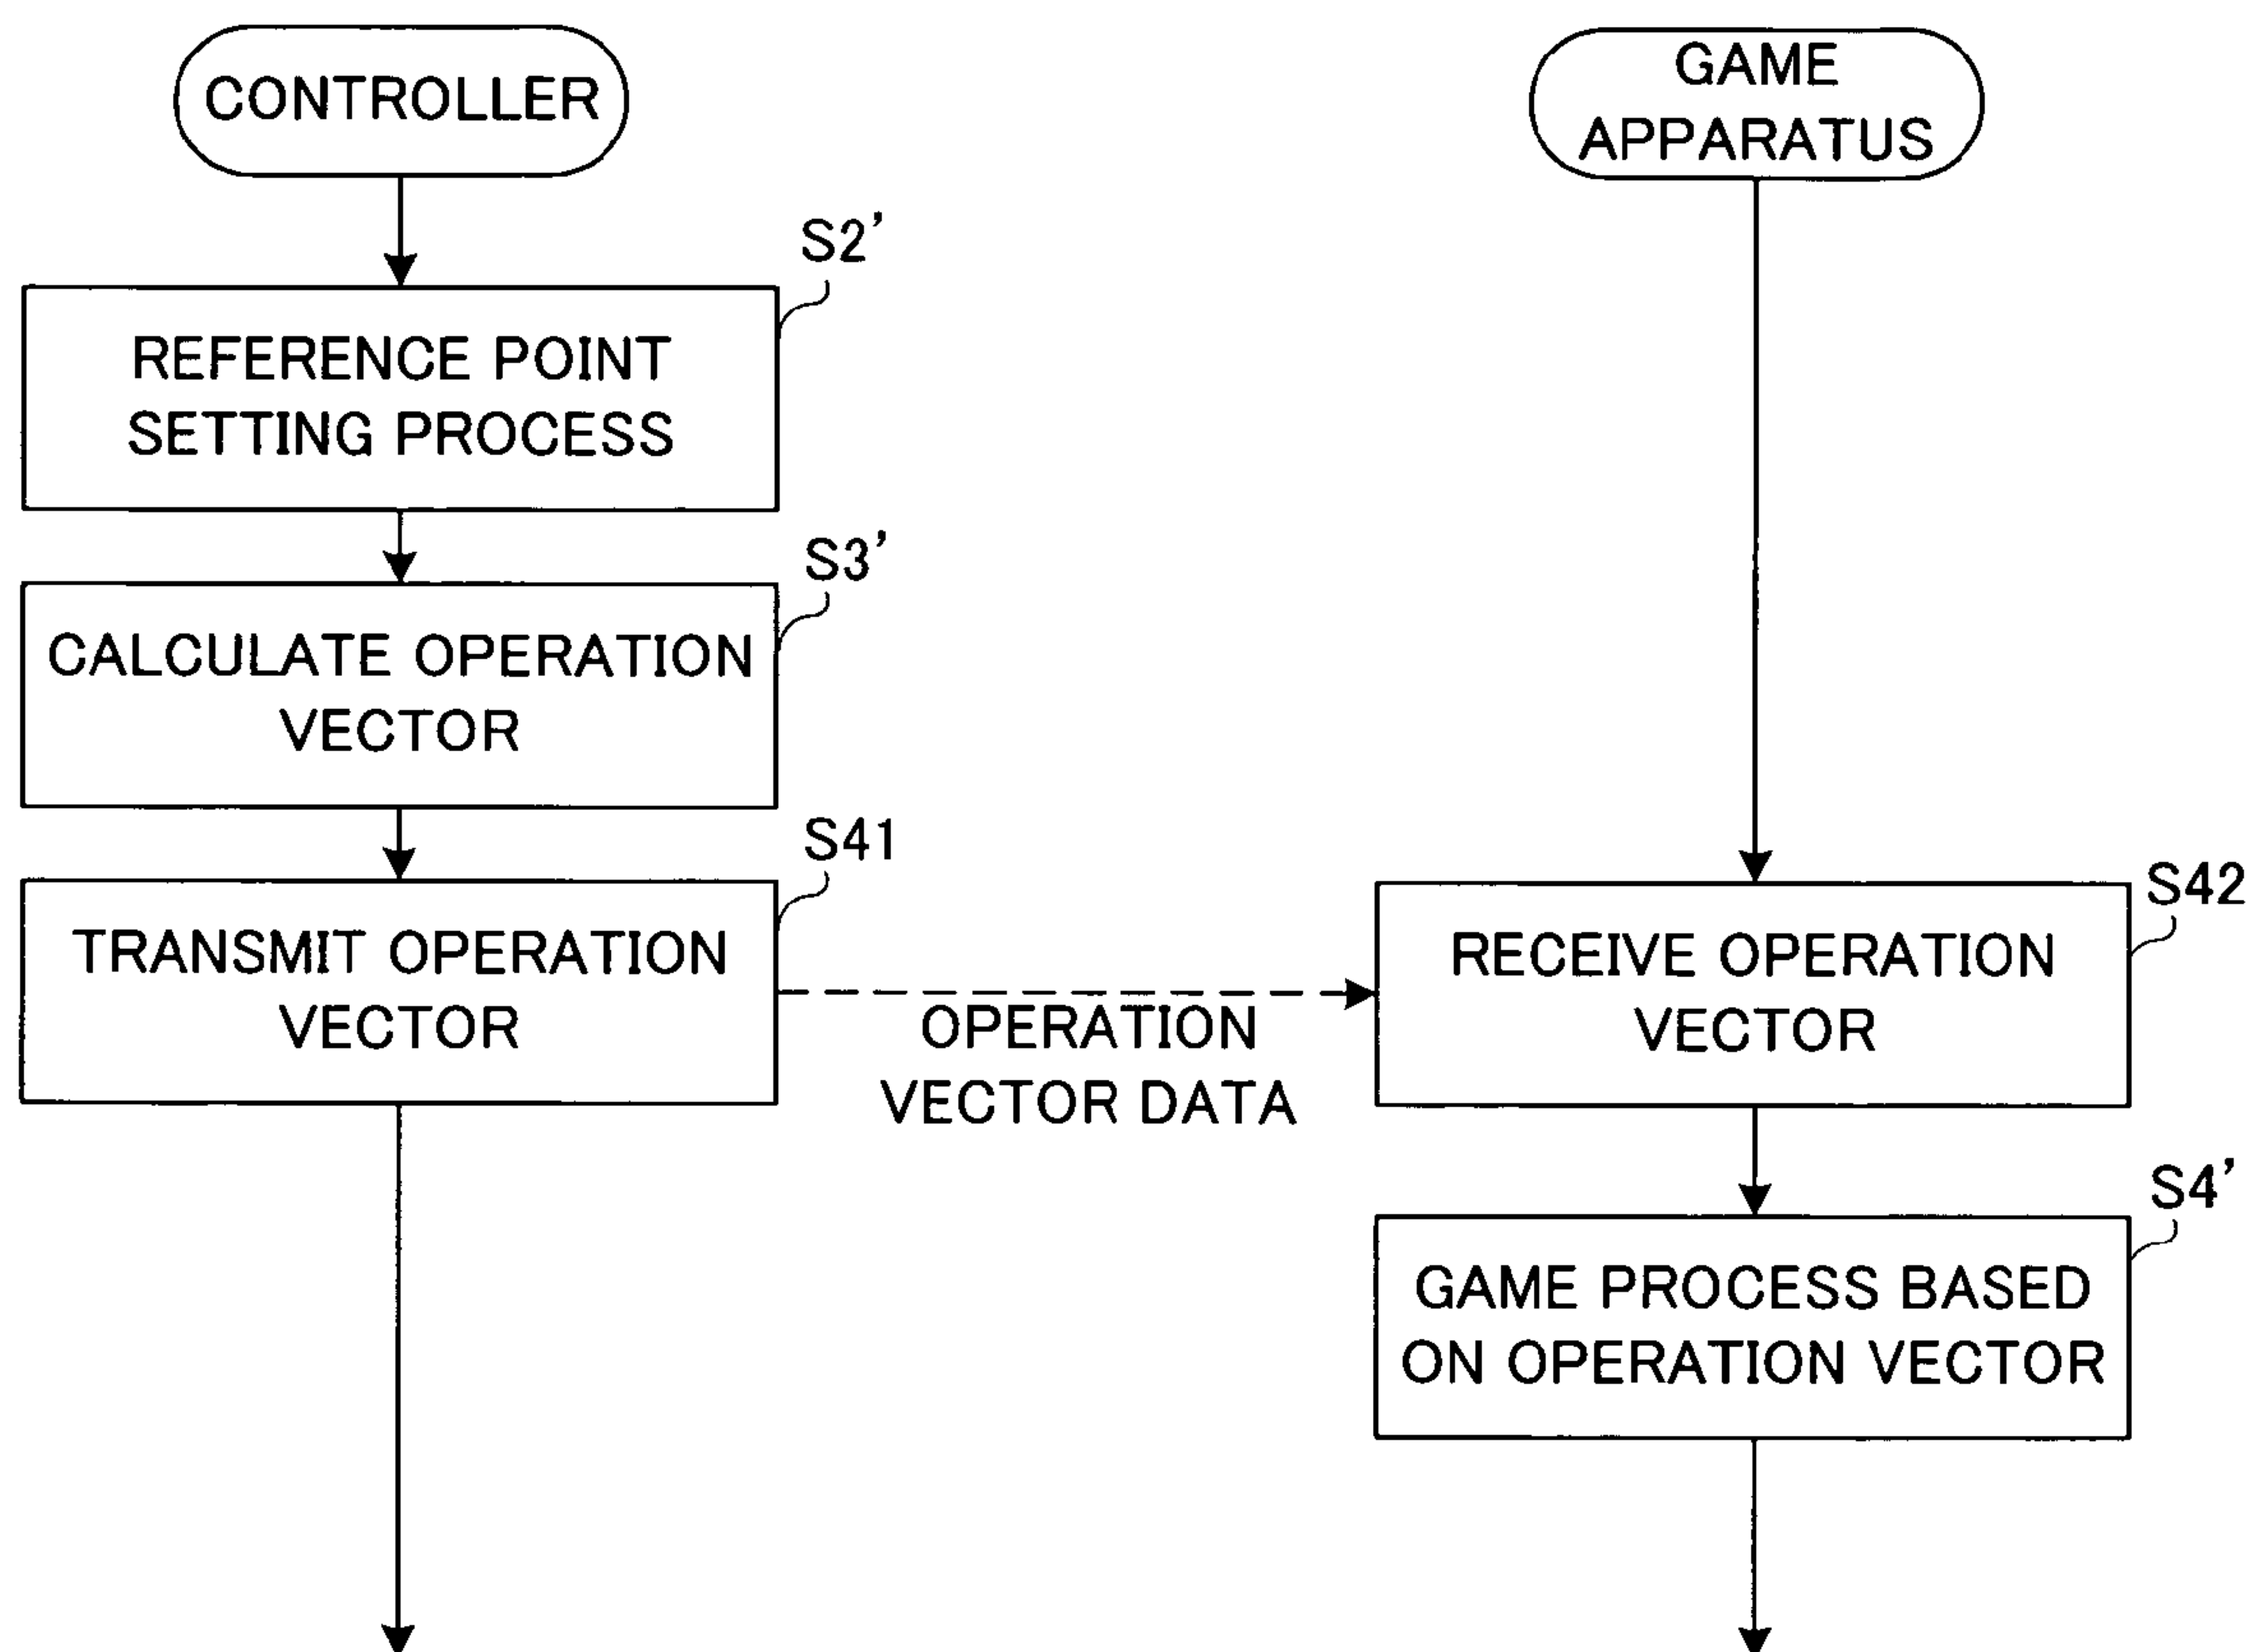 CONTROLLER
S2'
REFERENCE POINT
SETTING PROCESS
S3'
CALCULATE OPERATION
VECTOR
S41
TRANSMIT OPERATION
VECTOR
OPERATION
VECTOR DATA
GAME
APPARATUS
S42
RECEIVE OPERATION
VECTOR
S4'
GAME PROCESS BASED
ON OPERATION VECTOR